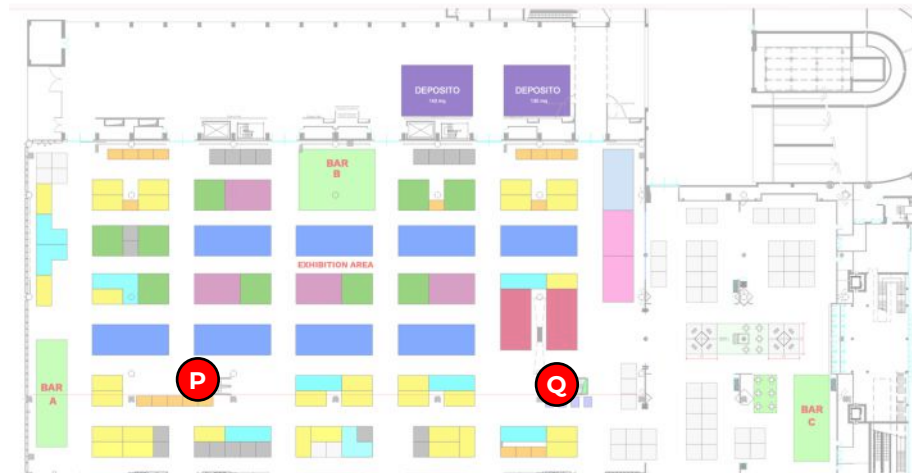 DEPOSITO
DEPOSITO
BAR
B
EXHIBITION AREA
BAR
A
P
Q
BAR
C